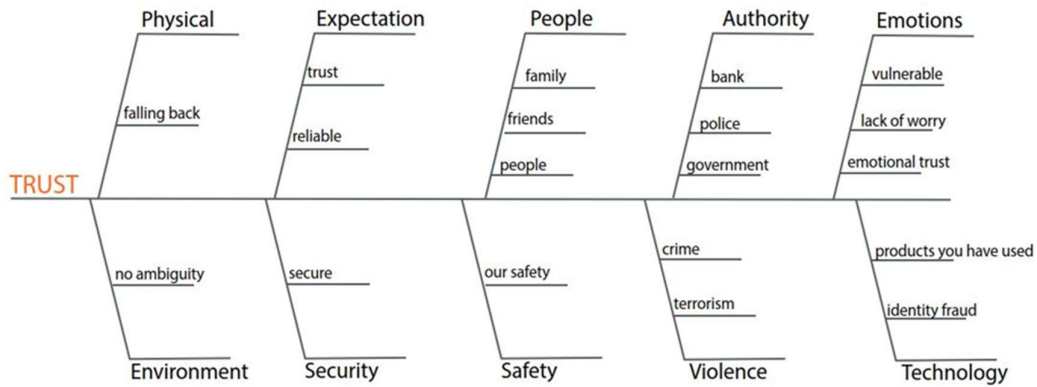 Physical
Expectation
People
Authority
Emotions
falling back
trust
reliable
family
friends
people
bank
police
government
vulnerable
lack of worry
emotional trust
TRUST
no ambiguity
secure
our safety
crime
terrorism
products you have used
identity fraud
Environment
Security
Safety
Violence
Technology